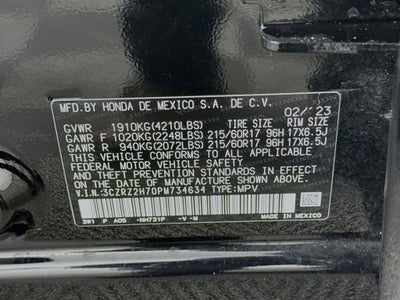 MFD.BY HONDA DE MEXICO S.A. DE C.V.
02/'23
GVWR 1910KG(4210LBS) TIRE SIZE RIM SIZE
GAWR F 1020KG(2248LBS) 215/60R17 96H 17X6.5J
GAWR R 940KG(2072LBS) 215/60R17 96H 17X6.5J
THIS VEHICLE CONFORMS TO ALL APPLICABLE
FEDERAL MOTOR VEHICLE SAFETY AND THEFT
PREVENTION STANDARDS IN EFFECT ON THE DATE
OF MANUFACTURE SHOWN ABOVE.
V.I.N.:3CZRZ2H70PM734634 TYPE:MPV
P A05 -NH731P -V -M
MADE IN MEXICO